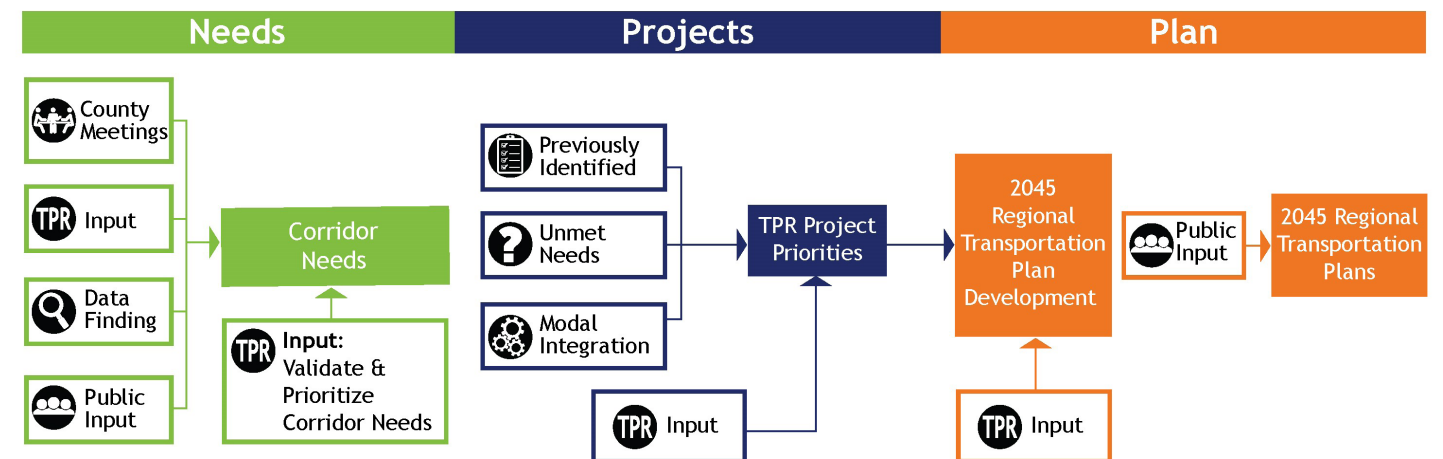 Needs
Projects
Plan
County
Meetings
TPR
Input
Data
Finding
Public
Input
Corridor
Needs
TPR
Input:
Validate &
Prioritize
Corridor Needs
Previously
Identified
?
Unmet
Needs
Modal
Integration
TPR
Input
TPR Project
Priorities
2045
Regional
Transportation
Plan
Development
TPR
Input
Public
Input
2045 Regional
Transportation
Plans